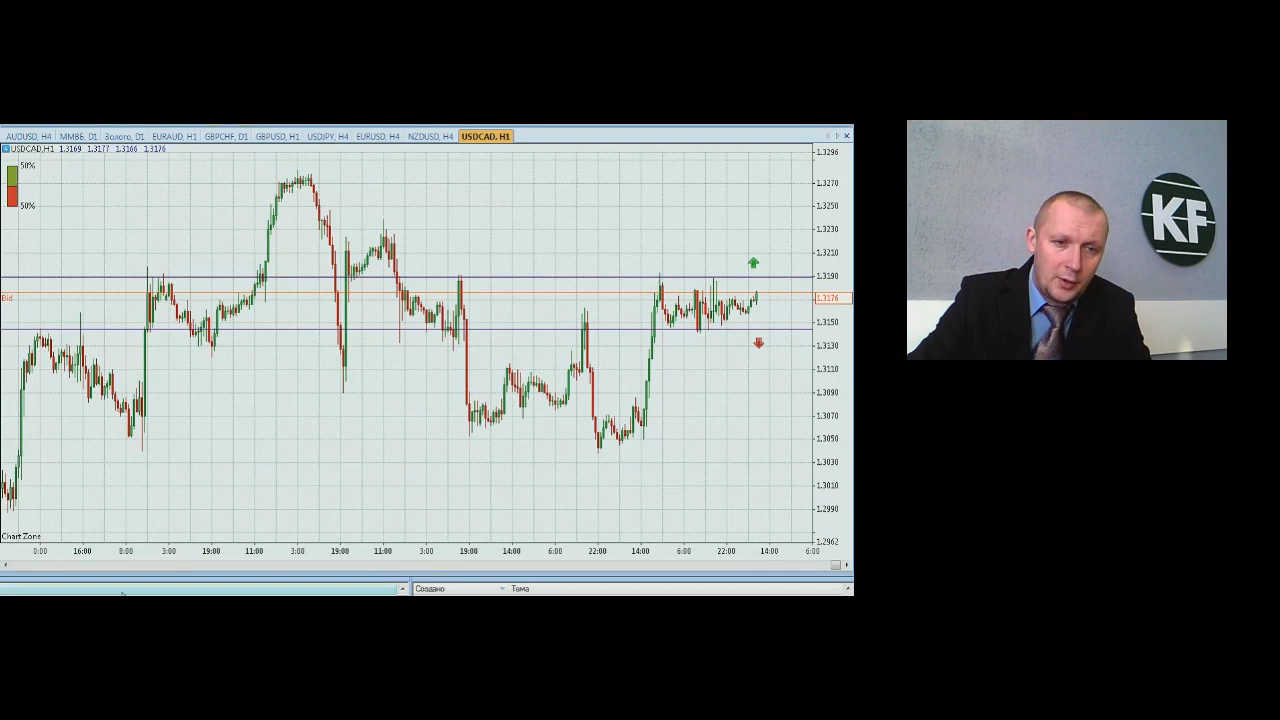 AUDUSD, H4 ММВБ, D1 Золото, D1 EURAUD, H1 GBPCHF, D1 GBPUSD, H1 USDJPY, H4 EURUSD, H4 NZDUSD, H4 USDCAD, H1
USDCAD,H1 1.3169 1.3177 1.3166 1.3176
50%
50%
1.3296
1.3270
1.3250
1.3230
1.3210
1.3190
Bid
1.3176
1.3150
1.3130
1.3110
1.3090
1.3070
1.3050
1.3030
1.3010
1.2990
1.2962
Chart Zone
0:00 16:00 8:00 3:00 19:00 11:00 3:00 19:00 11:00 3:00 19:00 14:00 6:00 22:00 14:00 6:00 22:00 14:00 6:00
Создано Тема
KF